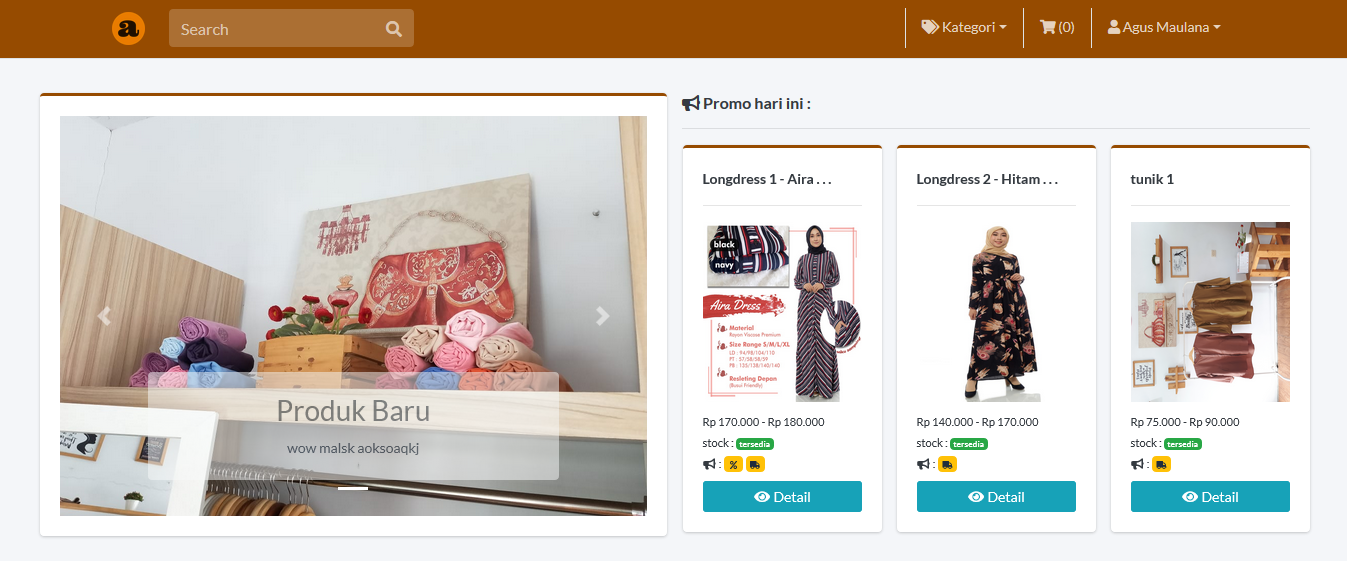 a
Search
Kategori
(0)
Agus Maulana
Produk Baru
wow malsk aoksoaqkj
Promo hari ini :
Longdress 1 - Aira . . .
black
navy
Aira Dress
Material
Rayon Viscose Premium
Size Range S/M/L/XL
LD : 94/98/104/110
PT : 57/58/58/59
PB : 135/138/140/140
Resleting Depan
(Busui Friendly)
Rp 170.000 - Rp 180.000
stock : tersedia
: %
Detail
Longdress 2 - Hitam . . .
Rp 140.000 - Rp 170.000
stock : tersedia
:
Detail
tunik 1
Rp 75.000 - Rp 90.000
stock : tersedia
:
Detail